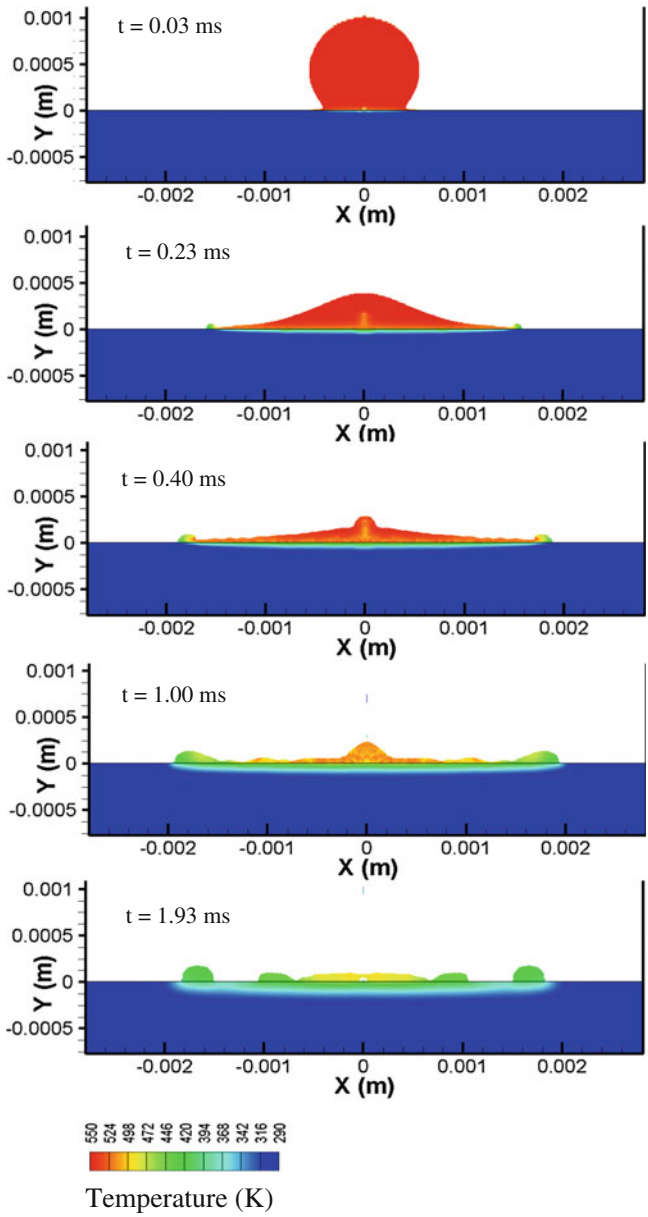 0.001
t = 0.03 ms
0.0005
0
-0.0005
Y (m)
-0.002 -0.001 0 0.001 0.002
X (m)
0.001
t = 0.23 ms
0.0005
0
-0.0005
Y (m)
-0.002 -0.001 0 0.001 0.002
X (m)
0.001
t = 0.40 ms
0.0005
0
-0.0005
Y (m)
-0.002 -0.001 0 0.001 0.002
X (m)
0.001
t = 1.00 ms
0.0005
0
-0.0005
Y (m)
-0.002 -0.001 0 0.001 0.002
X (m)
0.001
t = 1.93 ms
0.0005
0
-0.0005
Y (m)
-0.002 -0.001 0 0.001 0.002
X (m)
550 524 498 472 446 420 394 368 342 316 290
Temperature (K)